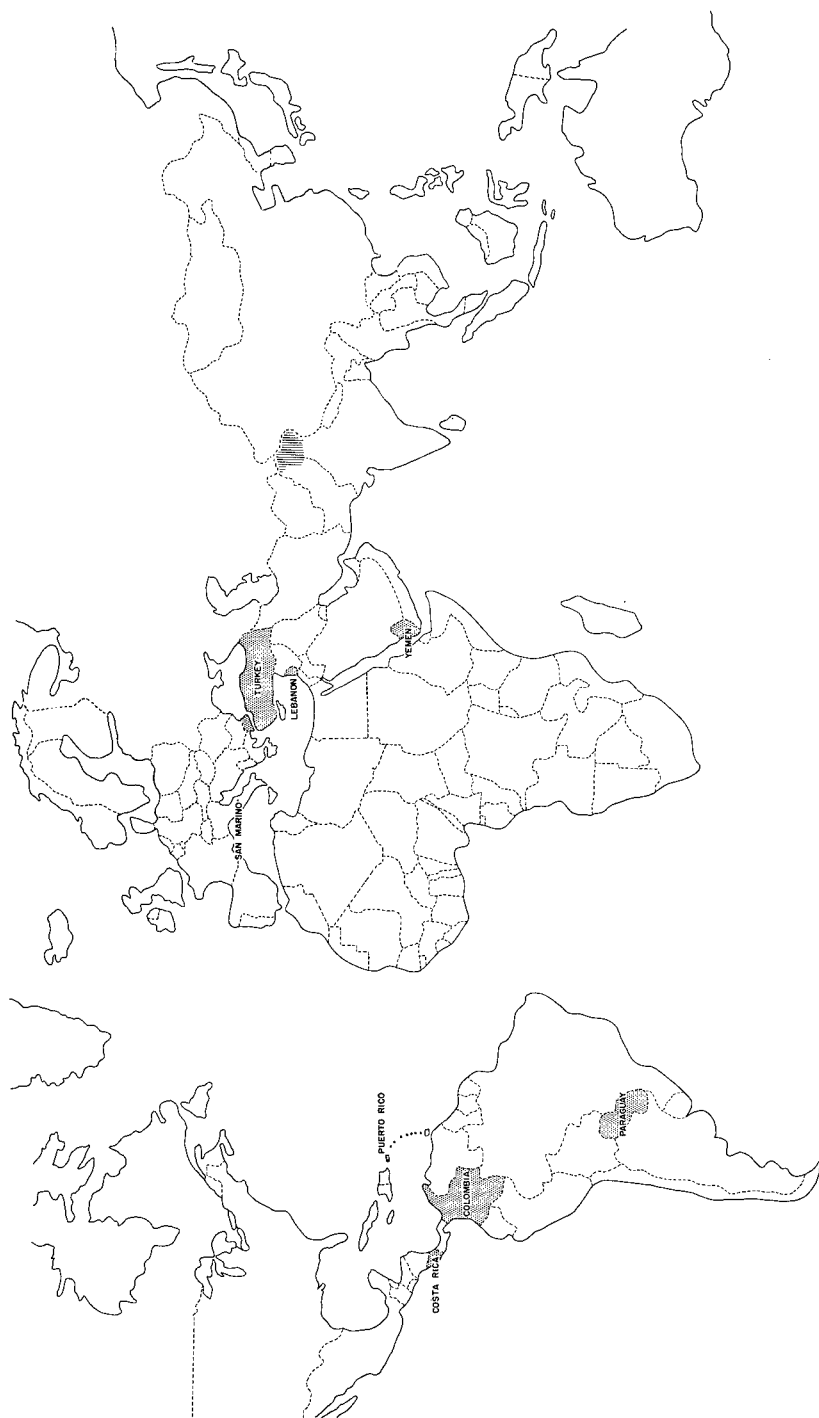 SAN MARINO
TURKEY
LEBANON
YEMEN
PUERTO RICO
COSTA RICA
COLOMBIA
PARAGUAY